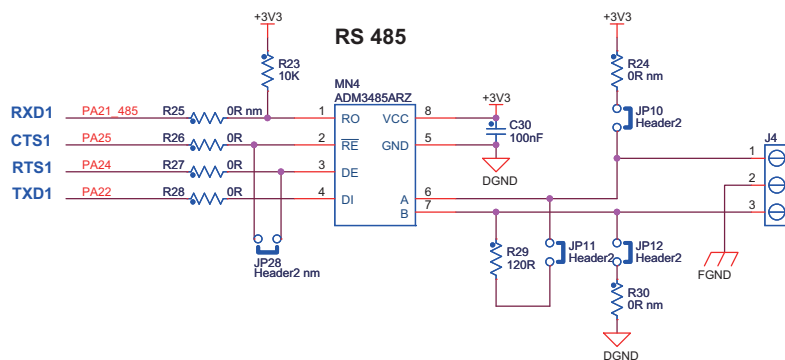 +3V3
RS 485
+3V3
R23
10K
R24
0R nm
MN4
ADM3485ARZ
+3V3
JP10
Header2
RXD1 PA21_485 R25 0R nm 1 RO VCC 8
C30
100nF
CTS1 PA25 R26 0R 2 RE GND 5
J4
1
RTS1 PA24 R27 0R 3 DE
DGND
2
TXD1 PA22 R28 0R 4 DI A 6
B 7
3
JP28
Header2 nm
R29
120R
JP11
Header2
JP12
Header2
FGND
R30
0R nm
DGND